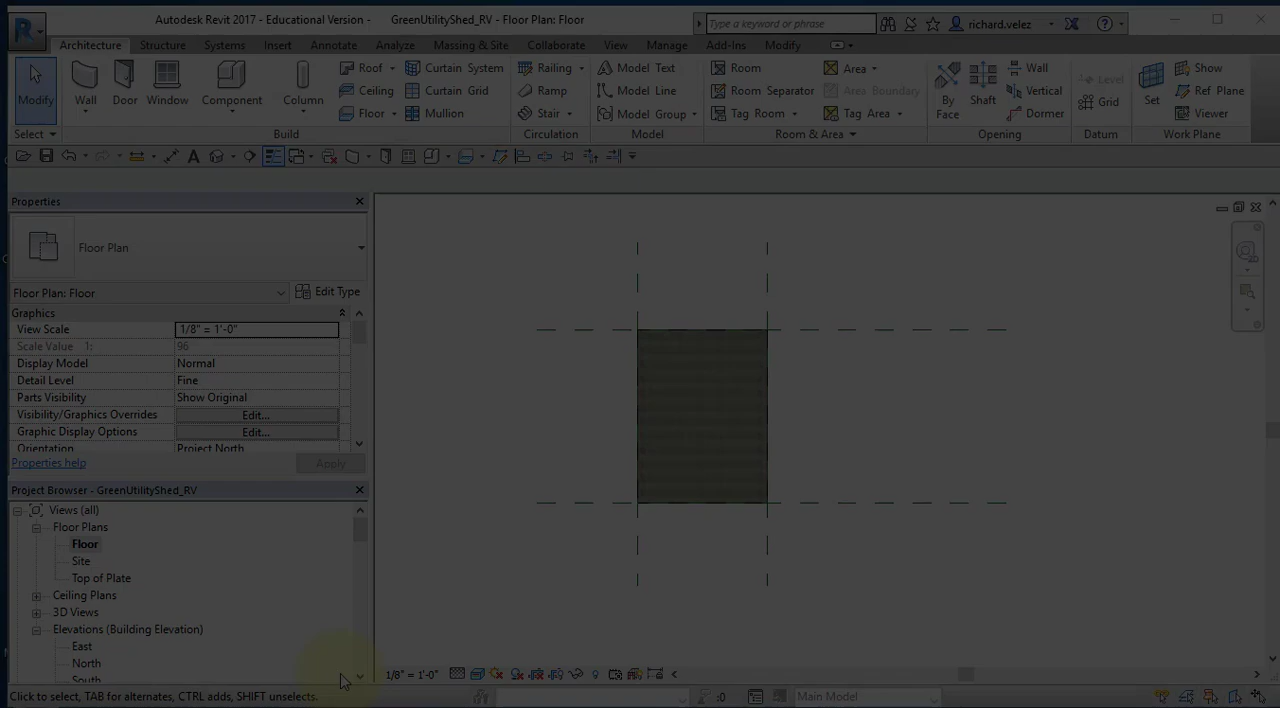 Autodesk Revit 2017 - Educational Version - GreenUtilityShed_RV - Floor Plan: Floor
Type a keyword or phrase
richard.velez
Architecture Structure Systems Insert Annotate Analyze Massing & Site Collaborate View Manage Add-Ins Modify
Modify
Select
Wall
Door
Window
Component
Column
Roof
Ceiling
Floor
Curtain System
Curtain Grid
Mullion
Build
Railing
Ramp
Stair
Circulation
Model Text
Model Line
Model Group
Model
Room
Room Separator
Tag Room
Area
Area Boundary
Tag Area
Room & Area
By
Face
Shaft
Wall
Vertical
Dormer
Opening
Level
Grid
Datum
Set
Show
Ref Plane
Viewer
Work Plane
Properties
Floor Plan
Floor Plan: Floor
Edit Type
Graphics
View Scale 1/8" = 1'-0"
Scale Value 1: 96
Display Model Normal
Detail Level Fine
Parts Visibility Show Original
Visibility/Graphics Overrides Edit...
Graphic Display Options Edit...
Orientation Project North
Properties help
Apply
Project Browser - GreenUtilityShed_RV
Views (all)
Floor Plans
Floor
Site
Top of Plate
Ceiling Plans
3D Views
Elevations (Building Elevation)
East
North
South
1/8" = 1'-0"
Click to select, TAB for alternates, CTRL adds, SHIFT unselects.
:0
Main Model